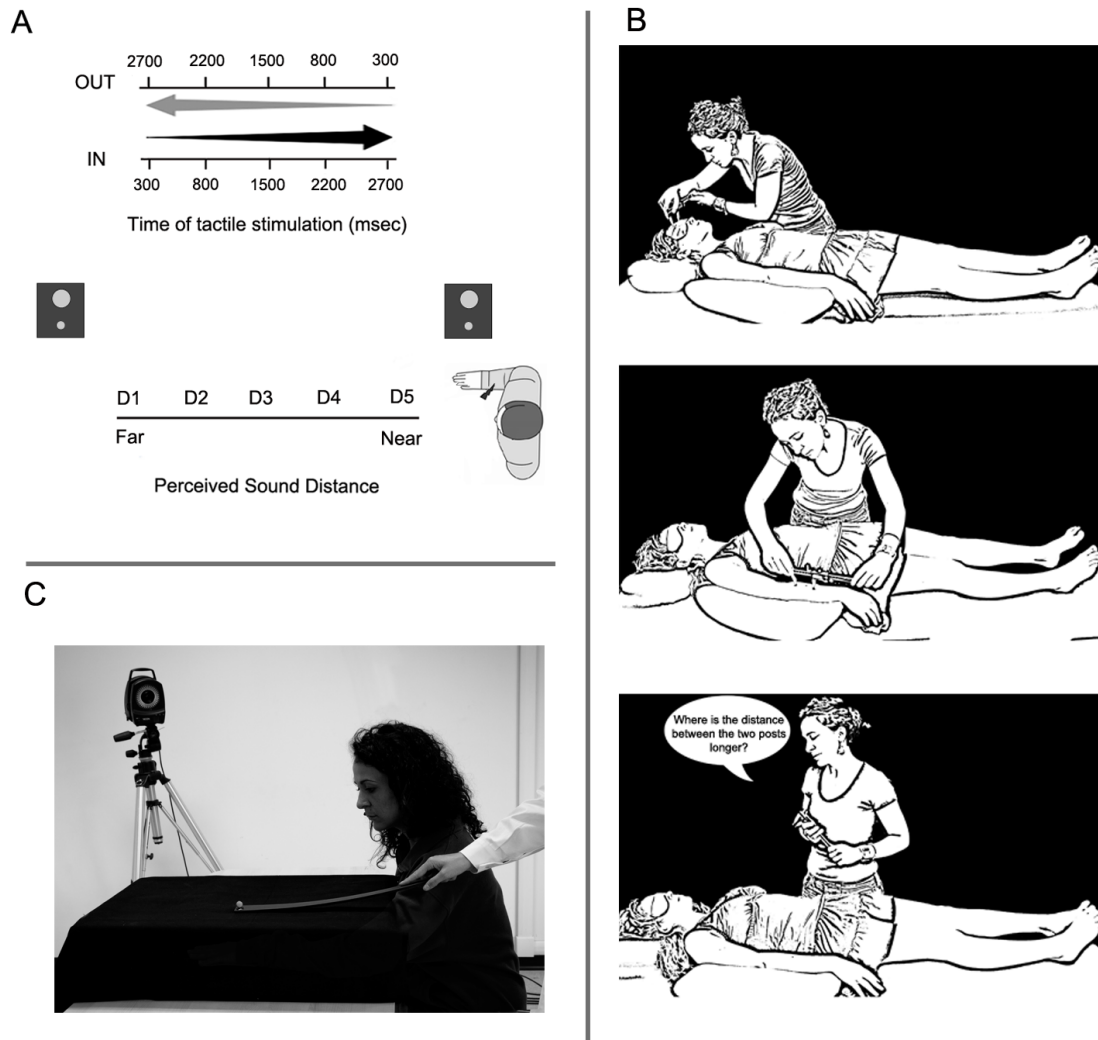 A
2700 2200 1500 800 300
OUT
IN
300 800 1500 2200 2700
Time of tactile stimulation (msec)
D1 D2 D3 D4 D5
Far Near
Perceived Sound Distance
B
Where is the distance
between the two posts
longer?
C